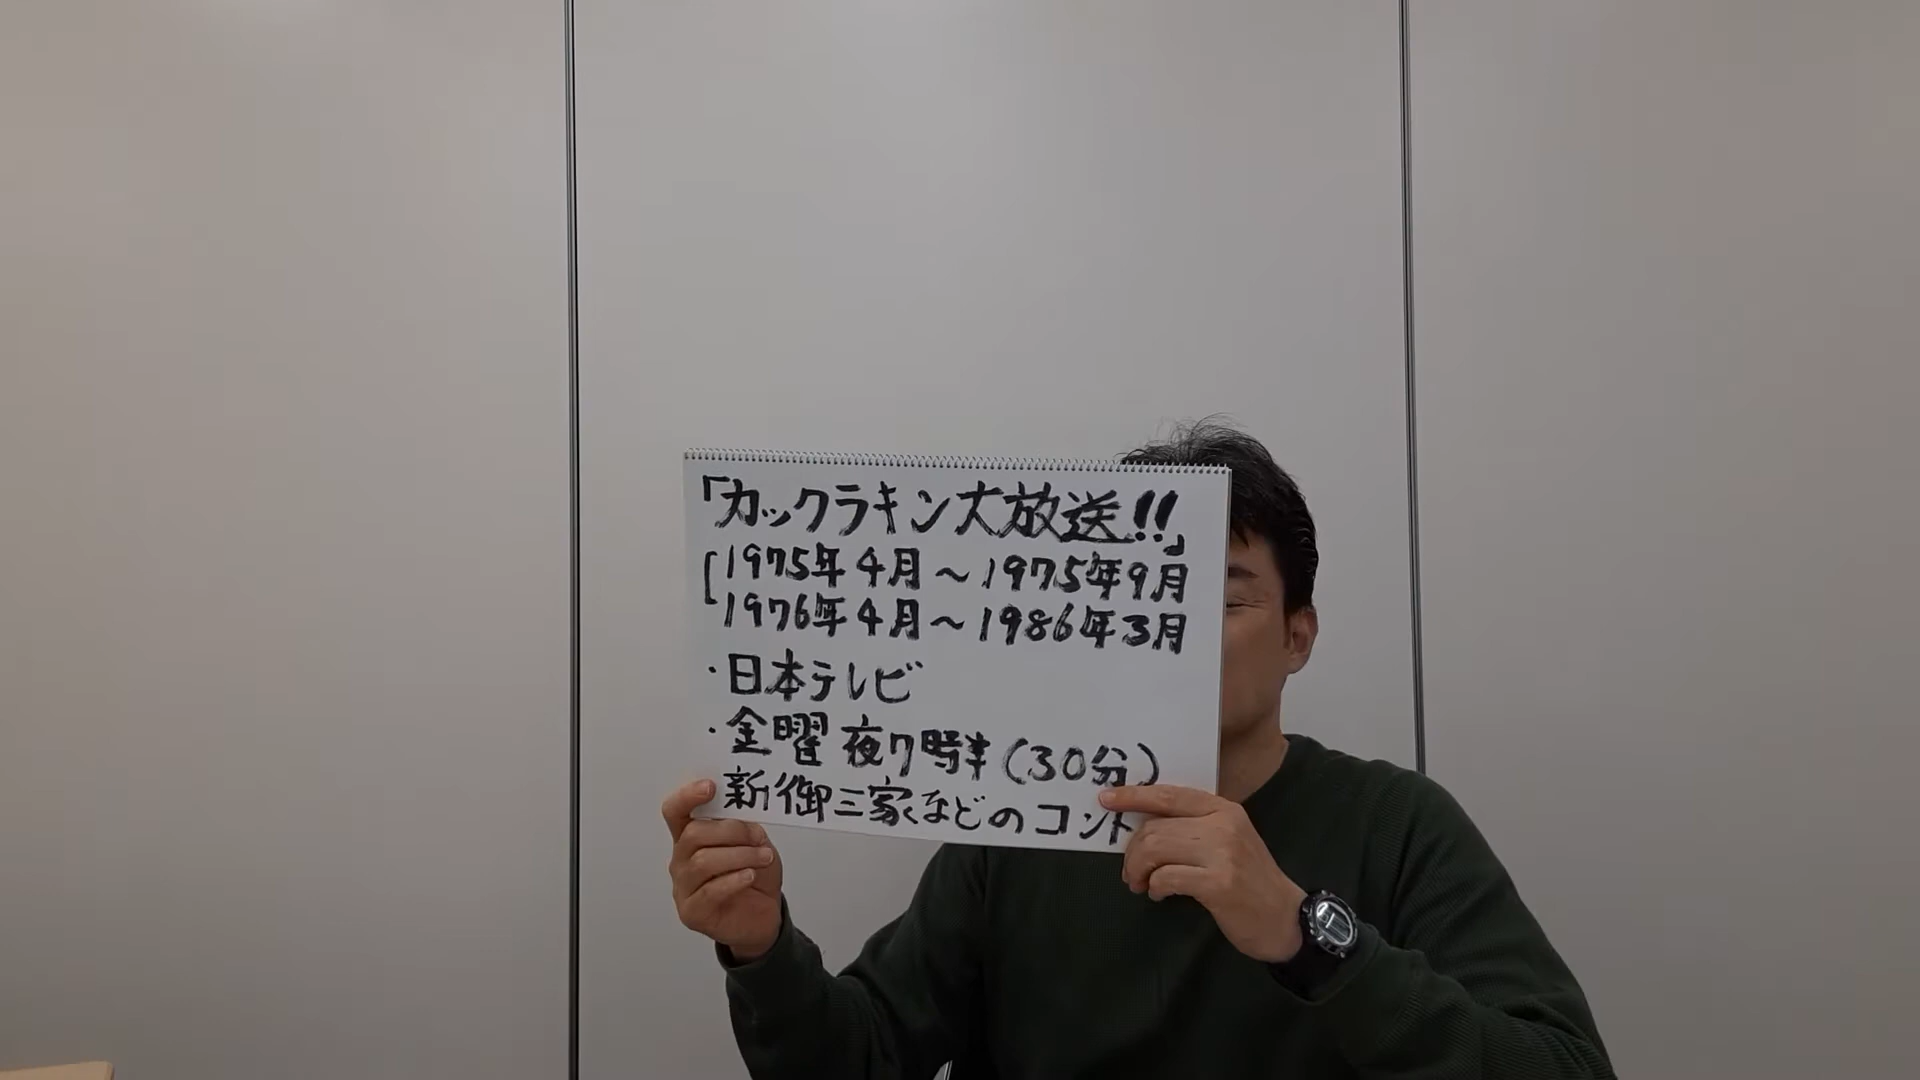 「カックラキン大放送!!」
1975年4月〜1975年9月
1976年4月〜1986年3月
・日本テレビ
・金曜 夜7時半(30分)
新御三家などのコント